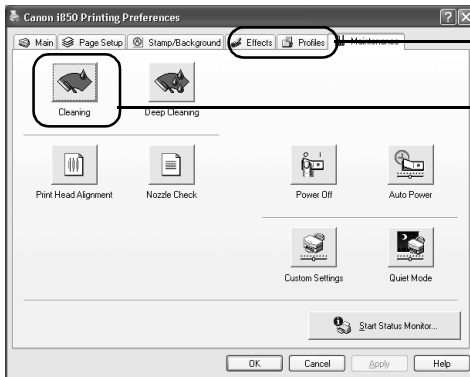 Canon i850 Printing Preferences
Main Page Setup Stamp/Background Effects Profiles Maintenance
Cleaning Deep Cleaning
Print Head Alignment Nozzle Check Power Off Auto Power
Custom Settings Quiet Mode
Start Status Monitor...
OK Cancel Apply Help